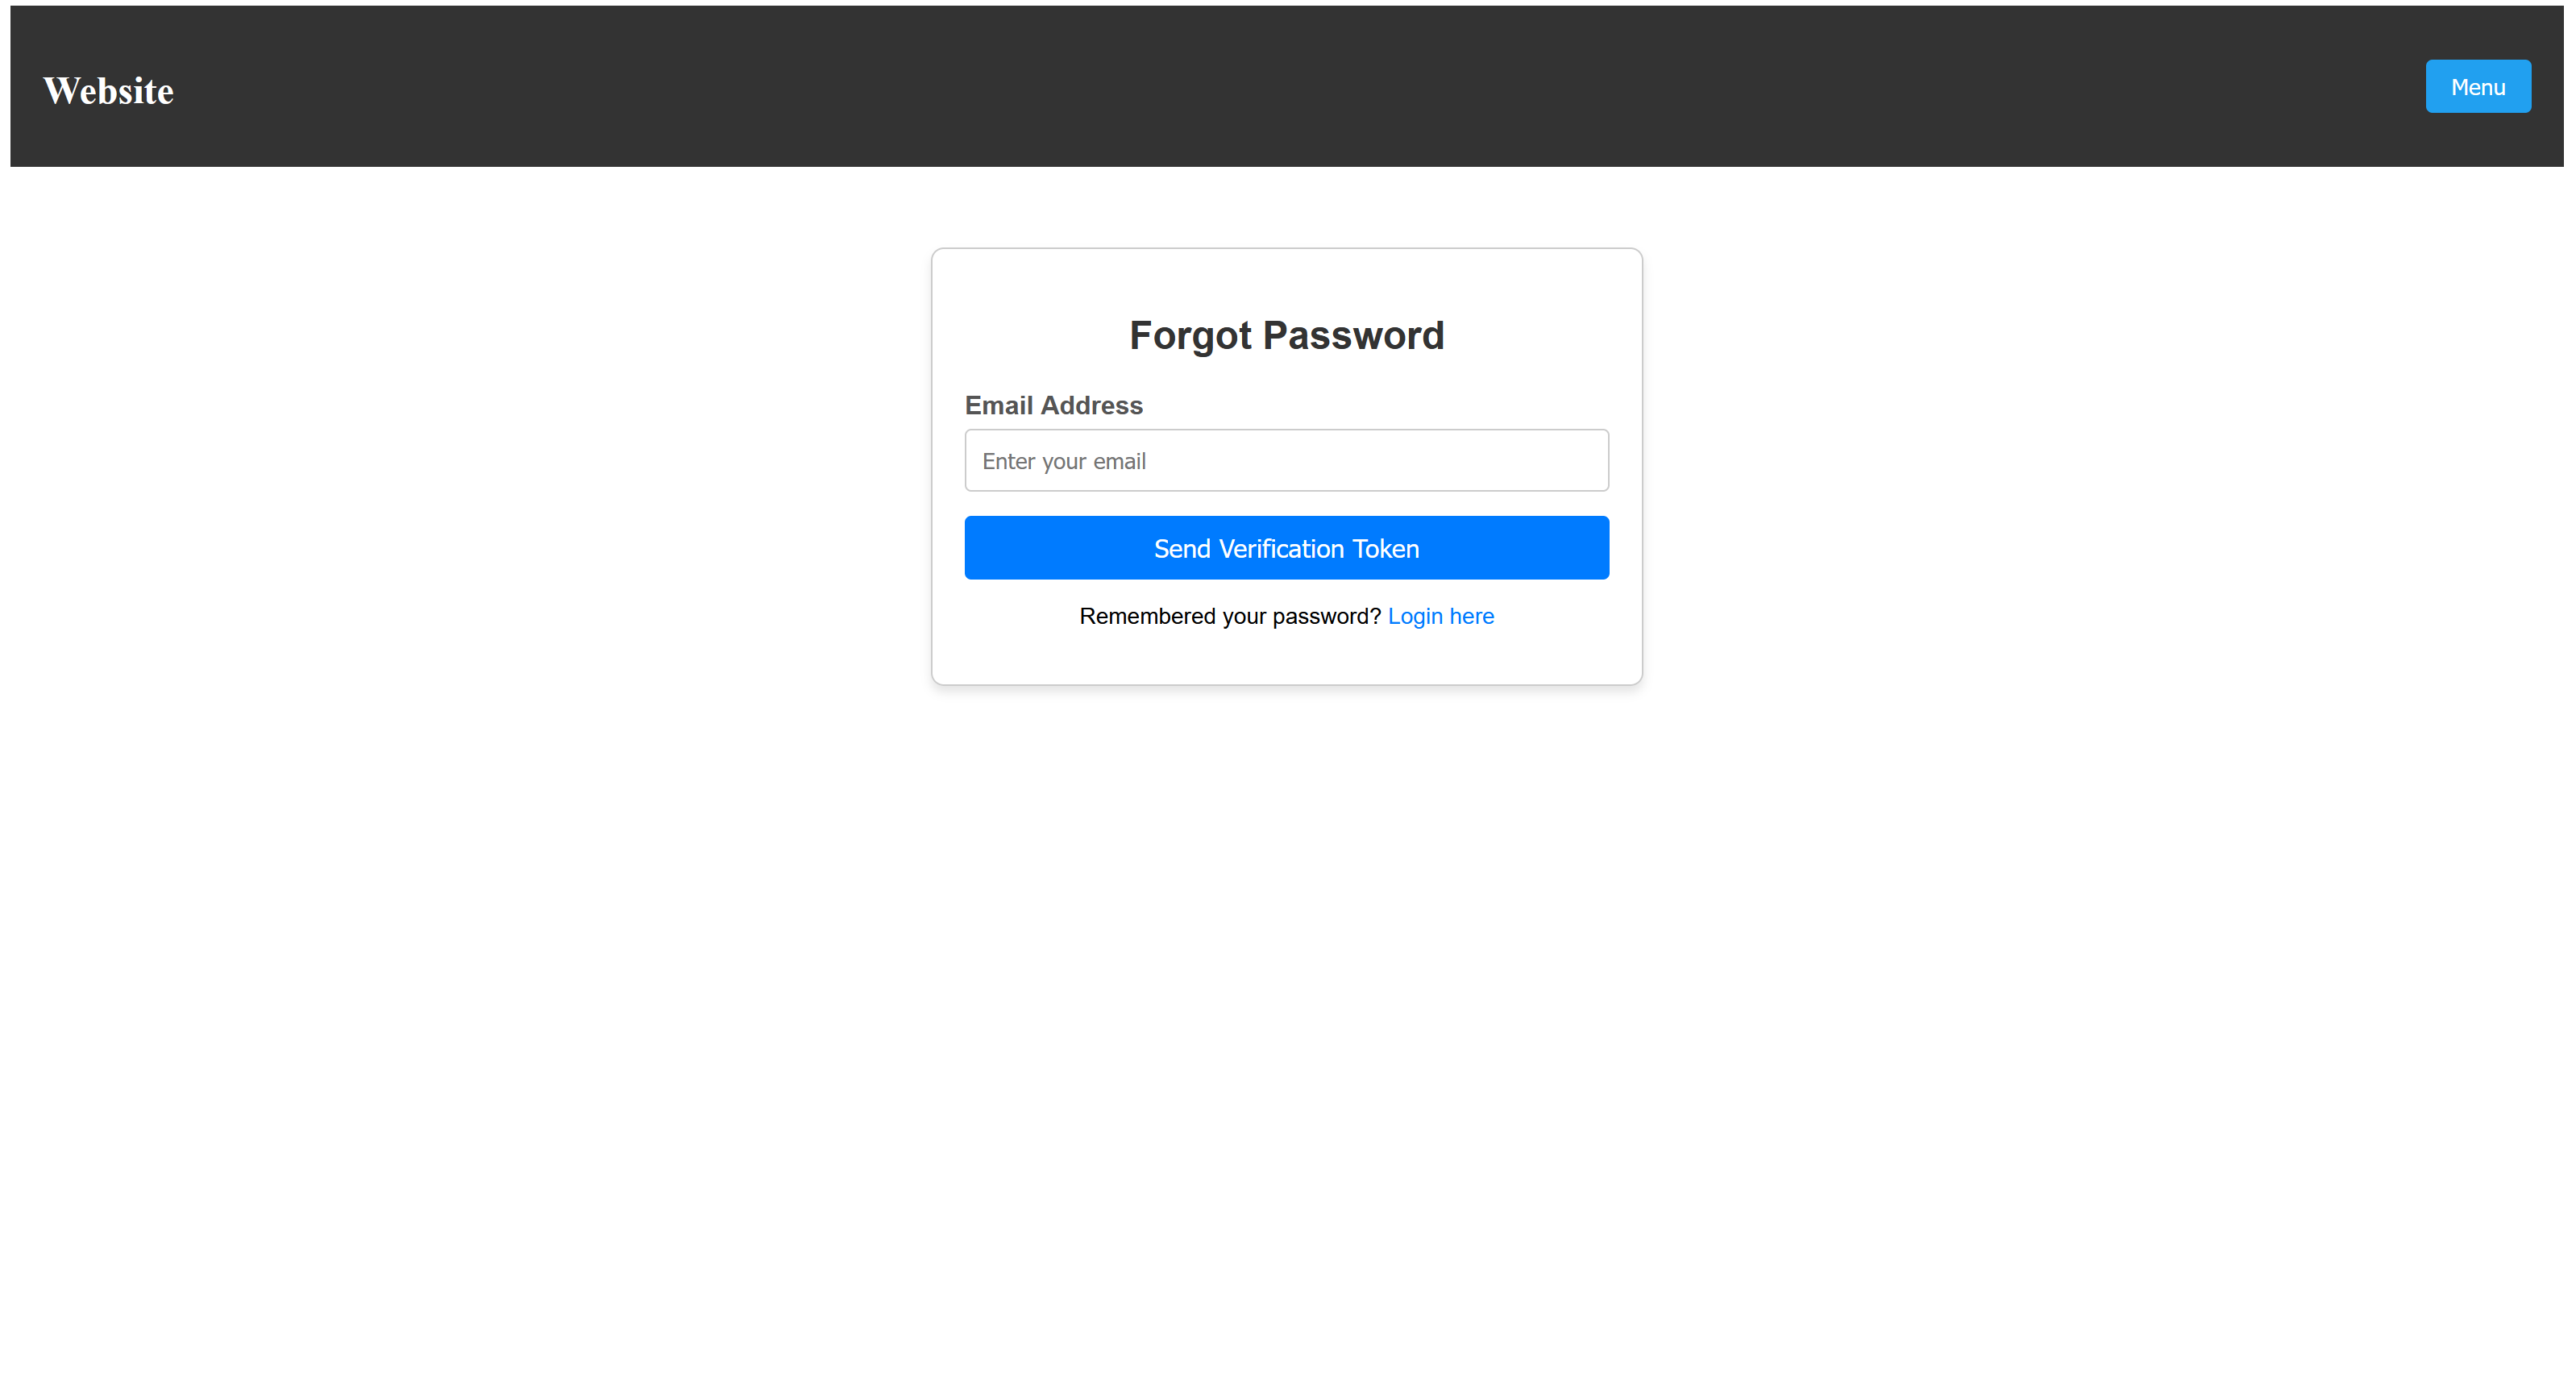 Website
Menu
Forgot Password
Email Address
Enter your email
Send Verification Token
Remembered your password? Login here